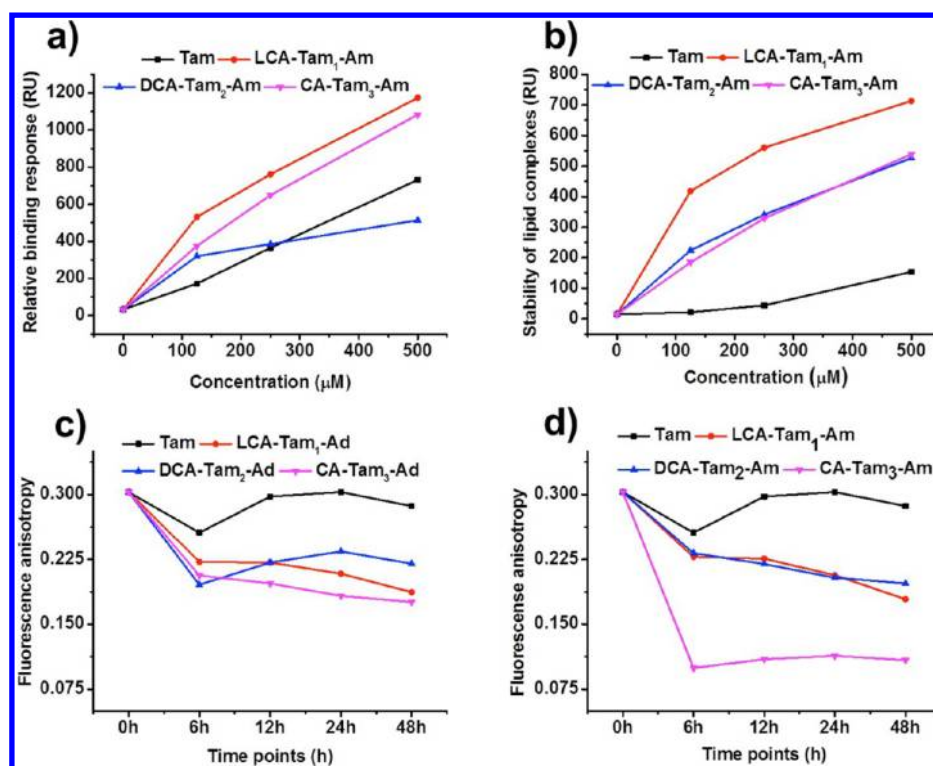 a)
Tam LCA-Tam₁-Am
DCA-Tam₂-Am CA-Tam₃-Am
Relative binding response (RU)
1200
1000
800
600
400
200
0
0 100 200 300 400 500
Concentration (μM)
b)
Tam LCA-Tam₁-Am
DCA-Tam₂-Am CA-Tam₃-Am
Stability of lipid complexes (RU)
800
700
600
500
400
300
200
100
0
0 100 200 300 400 500
Concentration (μM)
c)
Tam LCA-Tam₁-Ad
DCA-Tam₂-Ad CA-Tam₃-Ad
Fluorescence anisotropy
0.300
0.225
0.150
0.075
0h 6h 12h 24h 48h
Time points (h)
d)
Tam LCA-Tam₁-Am
DCA-Tam2-Am CA-Tam3-Am
Fluorescense anisotropy
0.300
0.225
0.150
0.075
0h 6h 12h 24h 48h
Time points (h)